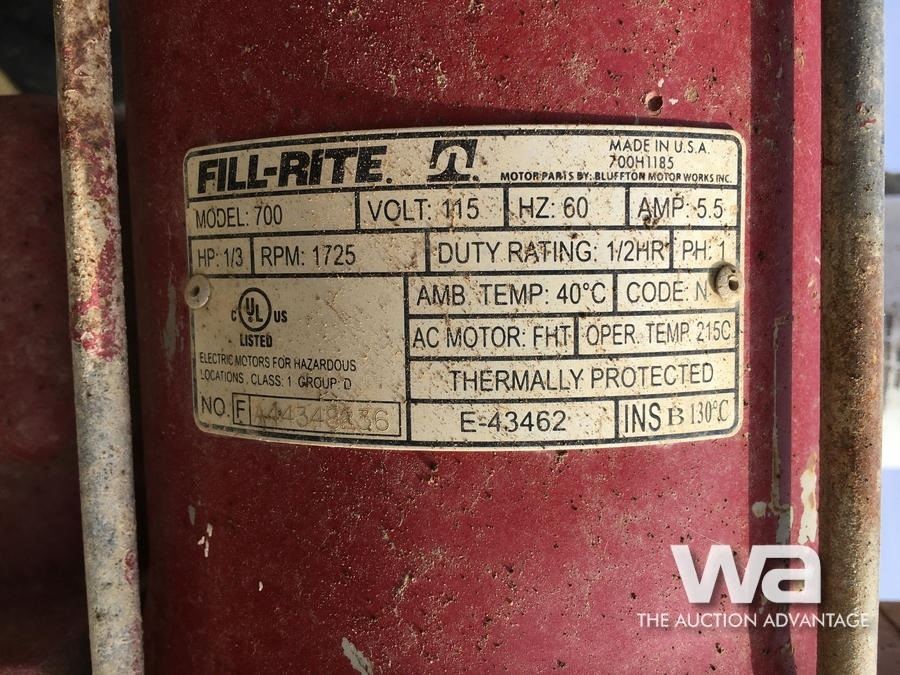 FILL-RITE.
MADE IN U.S.A.
700H1185
MOTOR PARTS BY: BLUFFTON MOTOR WORKS INC.
MODEL: 700 VOLT: 115 HZ: 60 AMP: 5.5
HP: 1/3 RPM: 1725 DUTY RATING: 1/2HR PH: 1
AMB. TEMP: 40°C CODE: N
C UL US
LISTED
AC MOTOR: FHT OPER. TEMP. 215C
ELECTRIC MOTORS FOR HAZARDOUS
LOCATIONS. CLASS: 1 GROUP: D
THERMALLY PROTECTED
NO. F
E-43462 INS B 130°C
wa
THE AUCTION ADVANTAGE